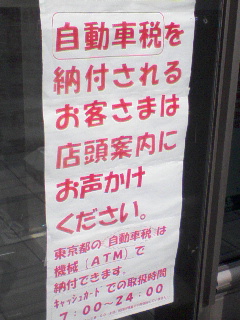 自動車税を
納付される
お客さまは
店頭案内に
お声かけ
ください。
東京都の自動車税は
機械(ATM)で
納付できます。
ｷｬｯｼｭｶｰﾄﾞでの取扱時間
7:00~24:00